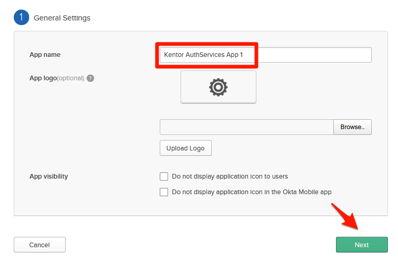 1 General Settings
App name
Kentor AuthServices App 1
App logo(optional) ?
Browse..
Upload Logo
App visibility
Do not display application icon to users
Do not display application icon in the Okta Mobile app
Cancel
Next